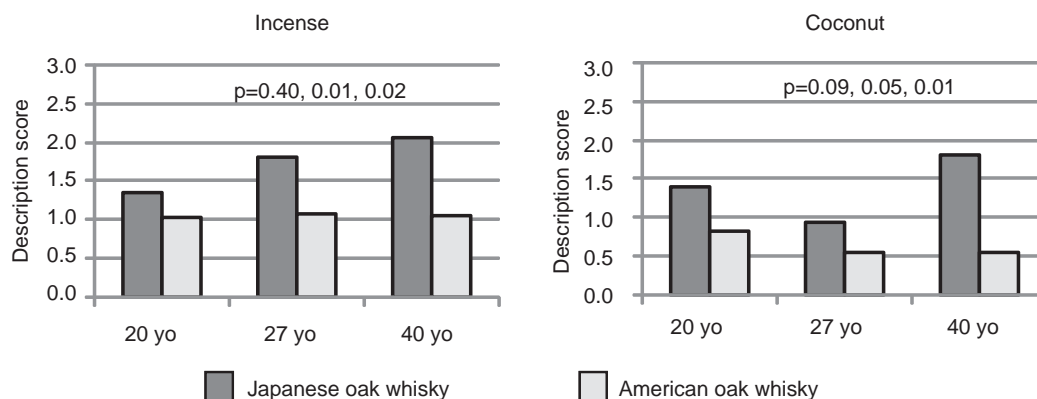 Incense
Description score
3.0
2.5
2.0
1.5
1.0
0.5
0.0
p=0.40, 0.01, 0.02
20 yo 27 yo 40 yo
Coconut
Description score
3.0
2.5
2.0
1.5
1.0
0.5
0.0
p=0.09, 0.05, 0.01
20 yo 27 yo 40 yo
Japanese oak whisky
American oak whisky